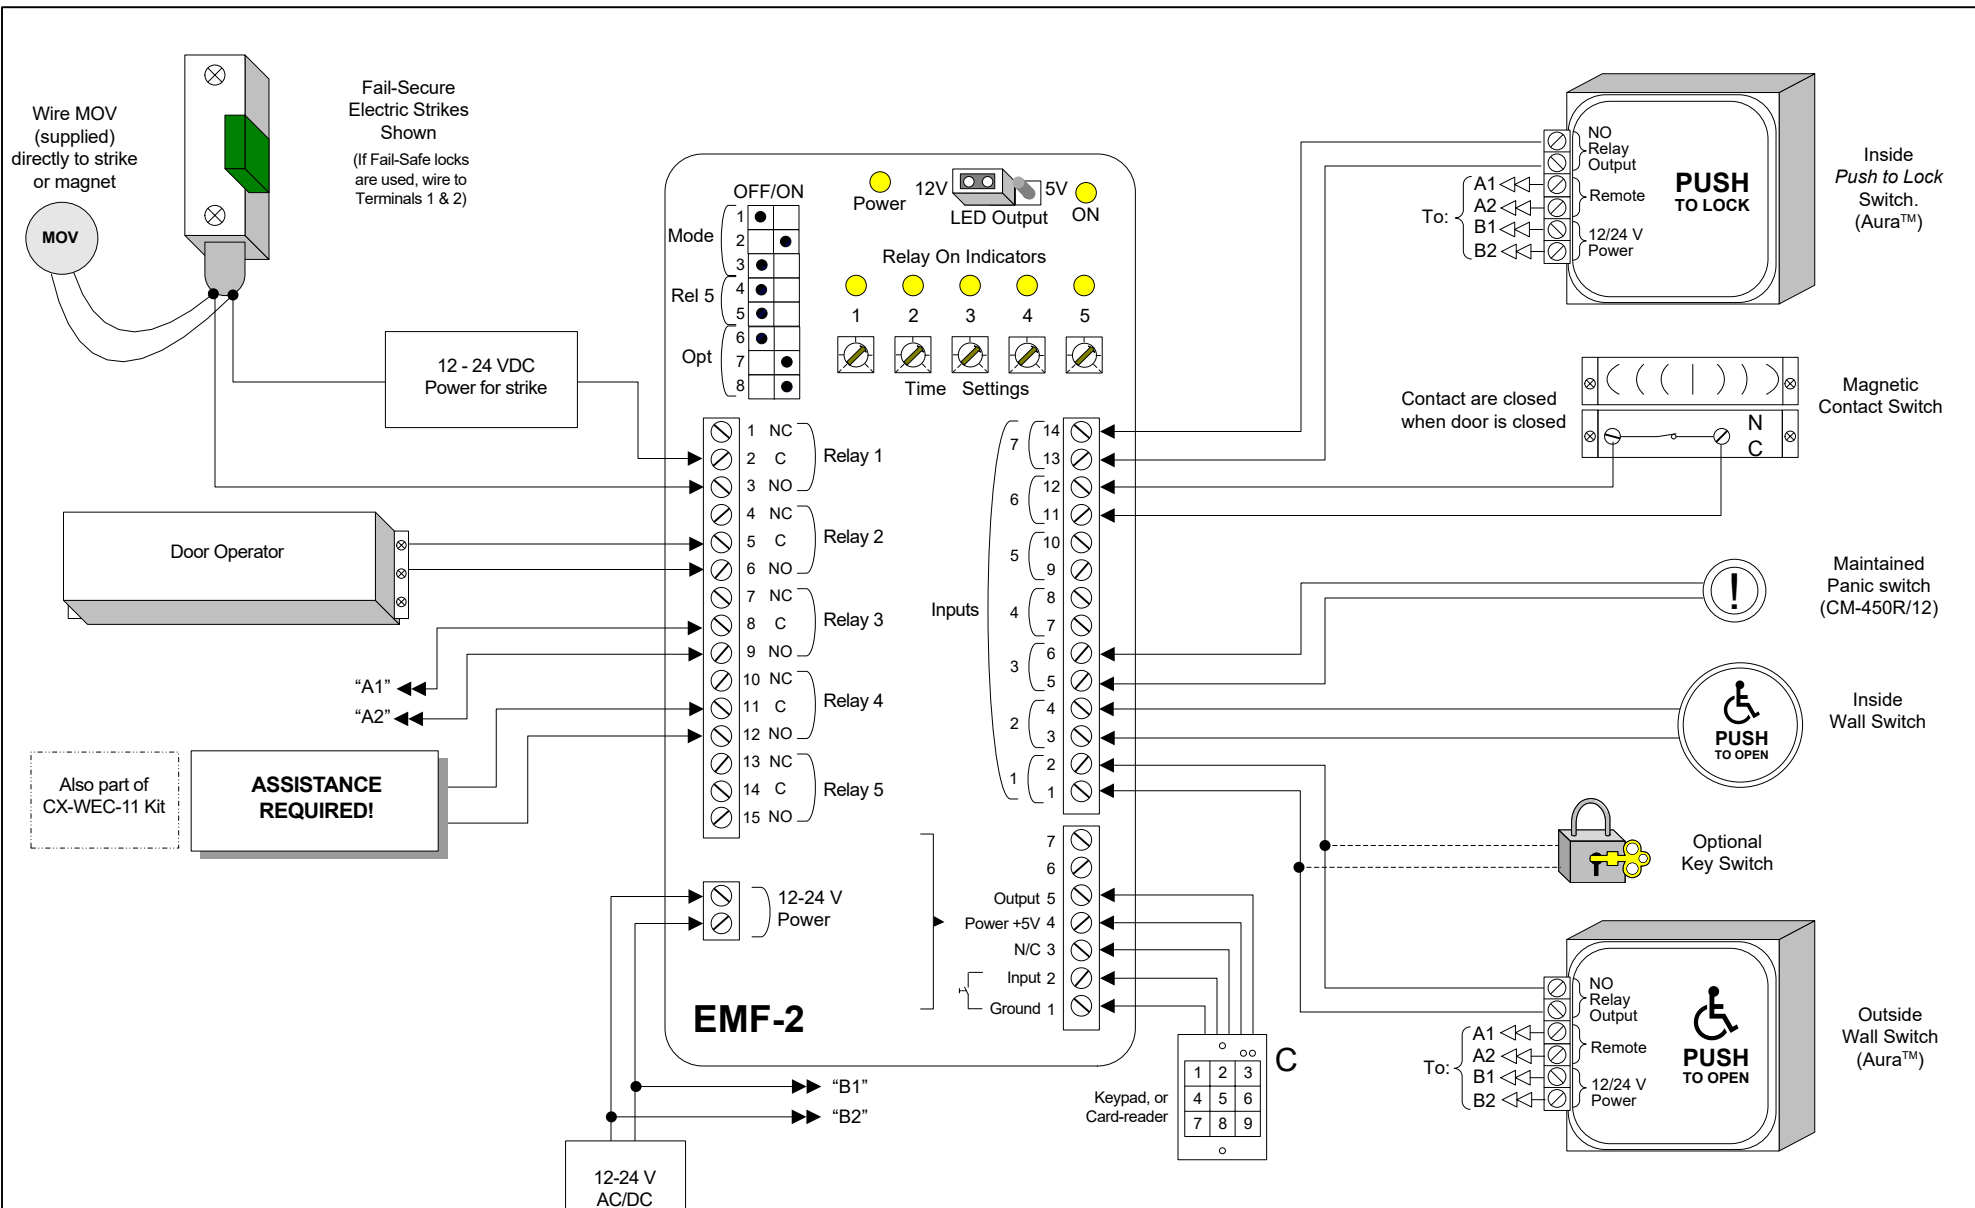 Wire MOV
(supplied)
directly to strike
or magnet
MOV
Fail-Secure
Electric Strikes
Shown
(If Fail-Safe locks
are used, wire to
Terminals 1 & 2)
12 - 24 VDC
Power for strike
Door Operator
"A1"
"A2"
Also part of
CX-WEC-11 Kit
ASSISTANCE
REQUIRED!
OFF/ON
Mode
1
2
3
Rel 5
4
5
Opt
6
7
8
Power
12V
5V
LED Output
ON
Relay On Indicators
1 2 3 4 5
Time Settings
1 NC
2 C
3 NO
Relay 1
4 NC
5 C
6 NO
Relay 2
7 NC
8 C
9 NO
Relay 3
10 NC
11 C
12 NO
Relay 4
13 NC
14 C
15 NO
Relay 5
12-24 V
Power
EMF-2
"B1"
"B2"
12-24 V
AC/DC
Inputs
7
14
13
6
12
11
5
10
9
4
8
7
3
6
5
2
4
3
1
2
1
7
6
Output 5
Power +5V 4
N/C 3
Input 2
Ground 1
Keypad, or
Card-reader
C
1 2 3
4 5 6
7 8 9
NO
Relay
Output
To:
A1
A2
B1
B2
Remote
12/24 V
Power
PUSH
TO LOCK
Inside
Push to Lock
Switch.
(Aura™)
Contact are closed
when door is closed
N
C
Magnetic
Contact Switch
!
Maintained
Panic switch
(CM-450R/12)
PUSH
TO OPEN
Inside
Wall Switch
Optional
Key Switch
NO
Relay
Output
To:
A1
A2
B1
B2
Remote
12/24 V
Power
PUSH
TO OPEN
Outside
Wall Switch
(Aura™)